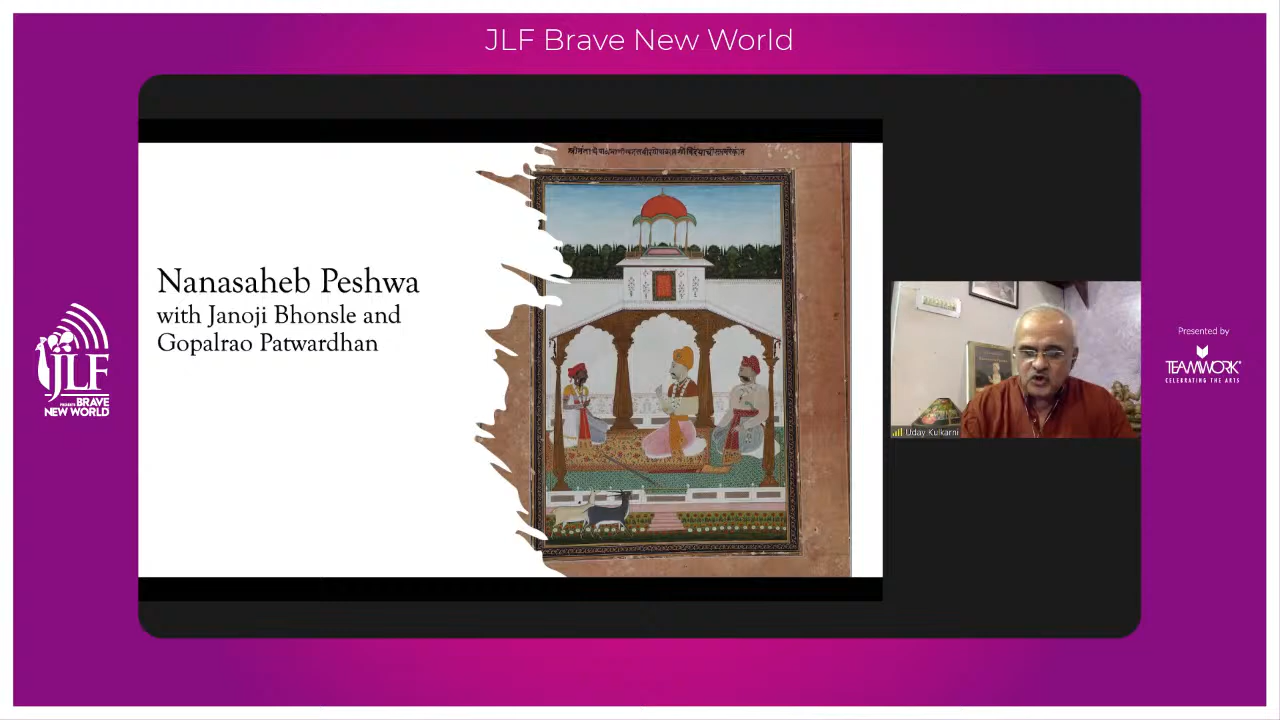 JLF Brave New World
Nanasaheb Peshwa
with Janoji Bhonsle and
Gopalrao Patwardhan
Uday Kulkarni
JLF
PRESENTS BRAVE
NEW WORLD
Presented by
TEAMWORK
CELEBRATING THE ARTS